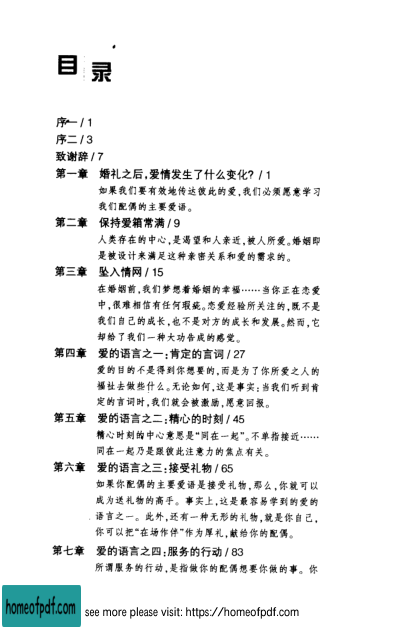 目录
序一 / 1
序二 / 3
致谢辞 / 7
第一章 婚礼之后,爱情发生了什么变化? / 1
如果我们要有效地传达彼此的爱,我们必须愿意学习
我们配偶的主要爱语。
第二章 保持爱箱常满 / 9
人类存在的中心,是渴望和人亲近,被人所爱。婚姻即
是被设计来满足这种亲密关系和爱的需求的。
第三章 坠入情网 / 15
在婚姻前,我们梦想着婚姻的幸福……当你正在恋爱
中,很难相信有任何瑕疵。恋爱经验所关注的,既不是
我们自己的成长,也不是对方的成长和发展。然而,它
却给了我们一种大功告成的感觉。
第四章 爱的语言之一:肯定的言词 / 27
爱的目的不是得到你想要的,而是为了你所爱之人的
福祉去做些什么。无论如何,这是事实:当我们听到肯
定的言词时,我们就会被激励,愿意回报。
第五章 爱的语言之二:精心的时刻 / 45
精心时刻的中心意思是“同在一起”。不单指接近……
同在一起乃是跟彼此注意力的焦点有关。
第六章 爱的语言之三:接受礼物 / 65
如果你配偶的主要爱语是接受礼物,那么,你就可以
成为送礼物的高手。事实上,这是最容易学到的爱的
语言之一。此外,还有一种无形的礼物,就是你自己,
你可以把“在场作伴”作为厚礼,献给你的配偶。
第七章 爱的语言之四:服务的行动 / 83
所谓服务的行动,是指做你的配偶想要你做的事。你
homeofpdf.com see more please visit: https://homeofpdf.com